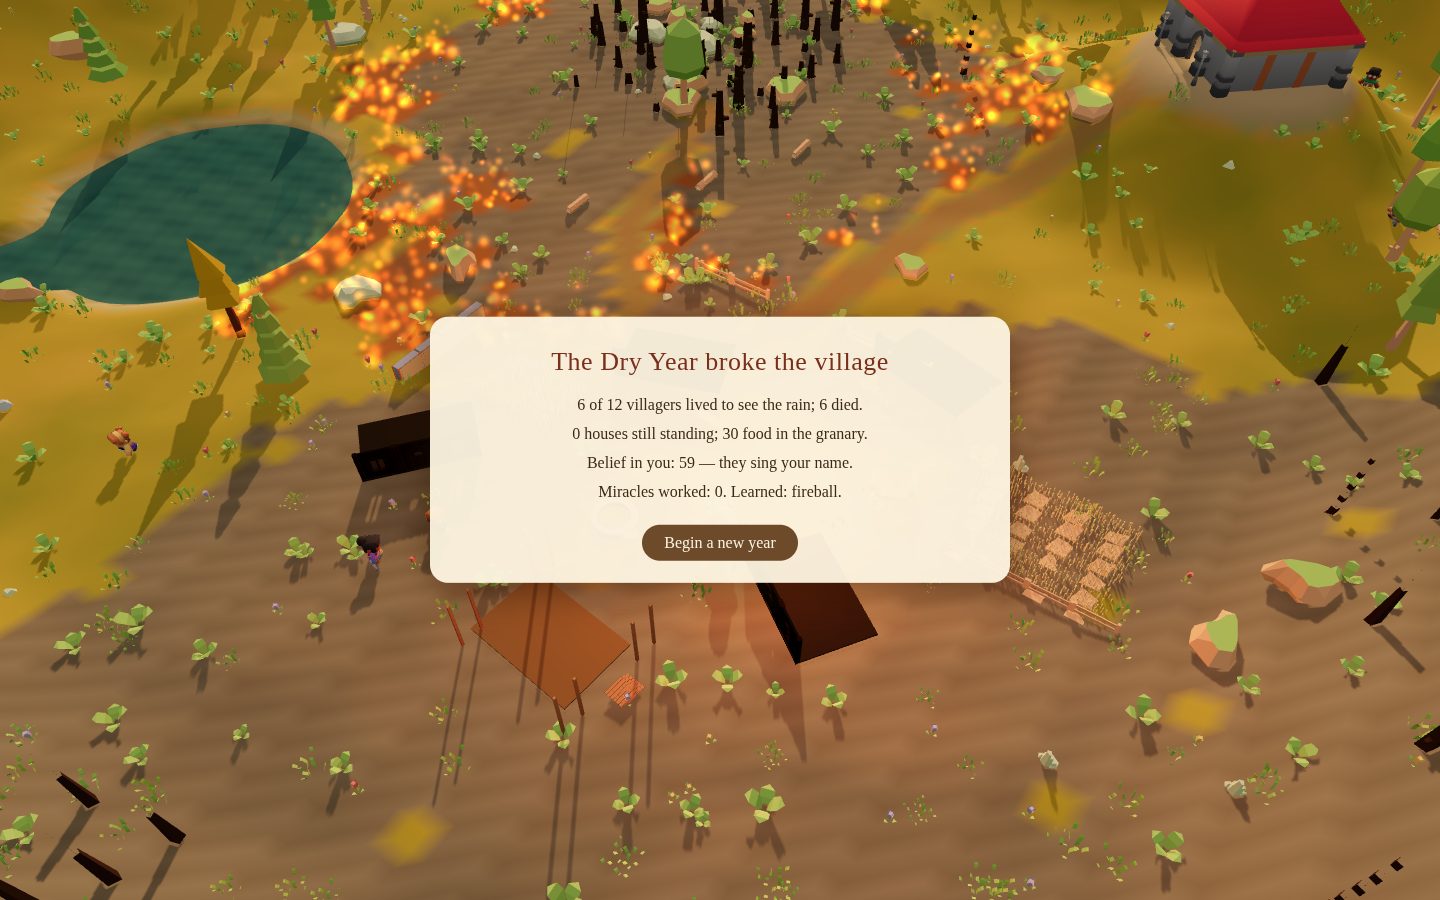 The Dry Year broke the village
6 of 12 villagers lived to see the rain; 6 died.
0 houses still standing; 30 food in the granary.
Belief in you: 59 — they sing your name.
Miracles worked: 0. Learned: fireball.
Begin a new year